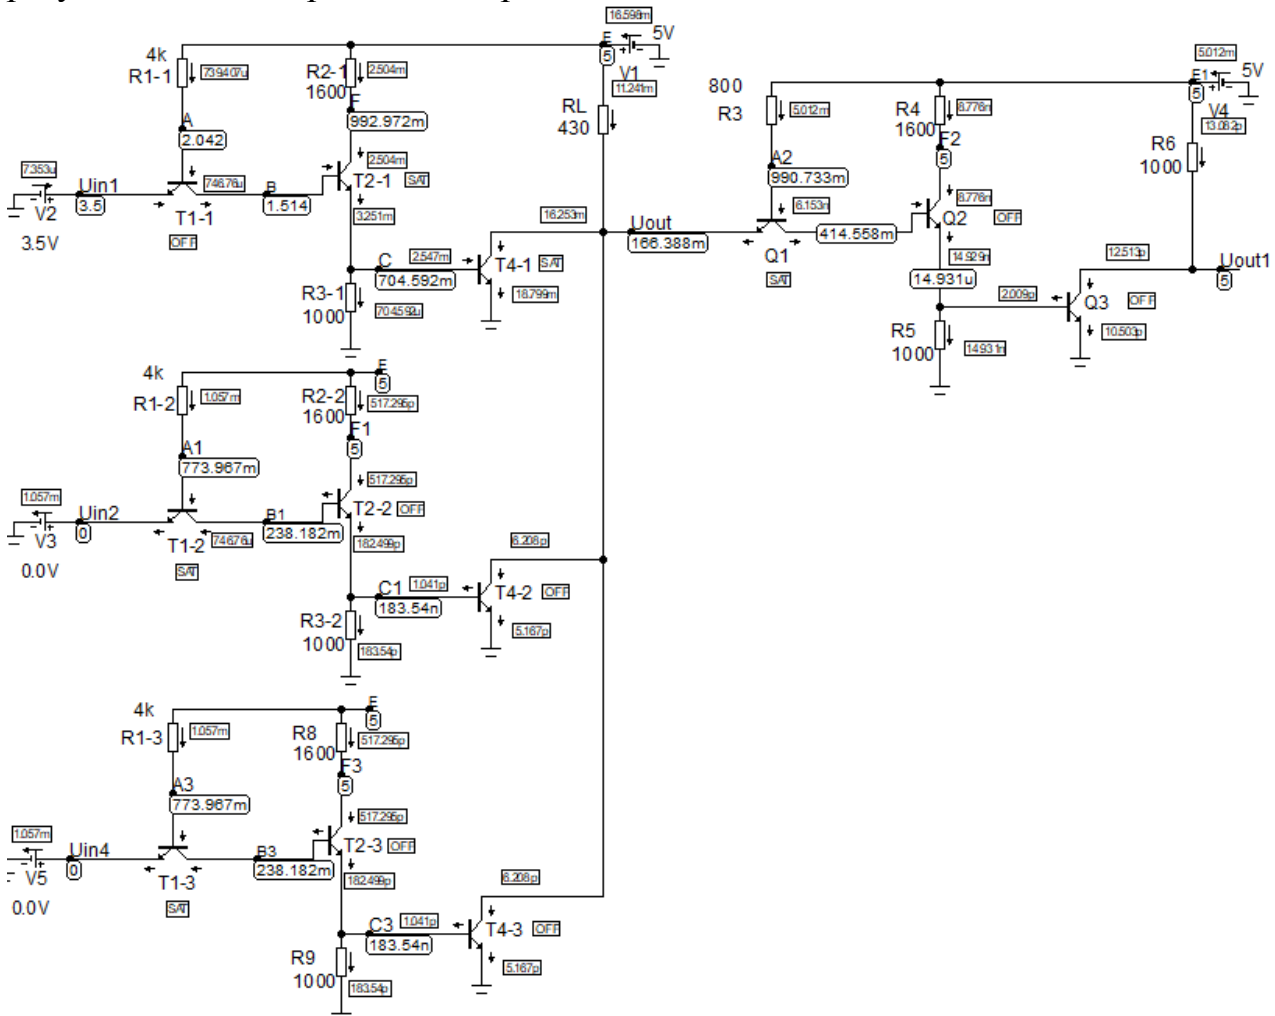 16.598m
E
5V
5
V1
11.241m
4k
R1-1
739.407u
R2-1
1600
2.504m
F
992.972m
RL
430
A
2.042
2.504m
T2-1
SAT
7.353u
Uin1
3.5
V2
3.5V
746.76u
T1-1
OFF
B
1.514
3.251m
16.253m
C
704.592m
2.547m
T4-1
SAT
18.799m
R3-1
1000
704.592u
Uout
166.388m
800
R3
5.012m
A2
990.733m
6.153n
Q1
SAT
414.558m
R4
1600
8.776n
F2
5
8.776n
Q2
OFF
14.929n
14.931u
R5
1000
14.931n
2.009p
Q3
OFF
10.503p
12.513p
5.012m
E1
5
5V
V4
13.082p
R6
1000
Uout1
5
4k
R1-2
1.057m
R2-2
1600
517.295p
E
5
F1
5
A1
773.967m
517.295p
T2-2
OFF
1.057m
Uin2
0
V3
0.0V
T1-2
746.76u
SAT
B1
238.182m
182.499p
6.208p
C1
1.041p
183.54n
T4-2
OFF
5.167p
R3-2
1000
183.54p
4k
R1-3
1.057m
R8
1600
517.295p
E
5
F3
5
A3
773.967m
517.295p
T2-3
OFF
1.057m
Uin4
0
V5
0.0V
T1-3
SAT
B3
238.182m
182.499p
6.208p
C3
1.041p
183.54n
T4-3
OFF
5.167p
R9
1000
183.54p